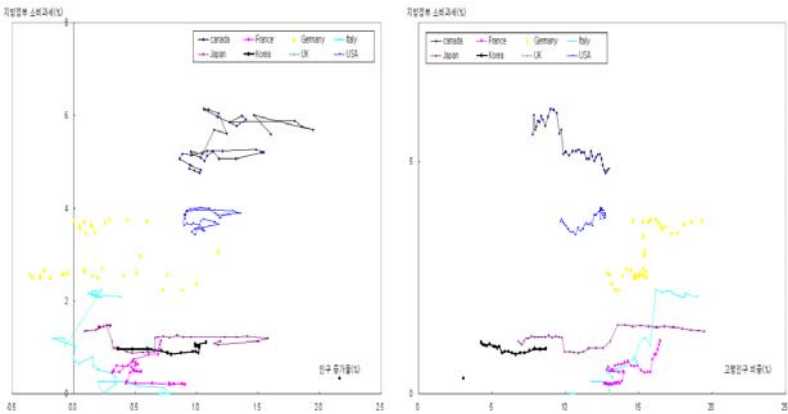 지방정부 소비과세(%)
8
canada France Germany Italy
Japan Korea UK USA
6
4
2
0
인구 증가율(%)
-0.5 0.0 0.5 1.0 1.5 2.0 2.5
지방정부 소비과세(%)
canada France Germany Italy
Japan Korea UK USA
5
0
고령인구 비중(%)
0 5 10 15 20 25